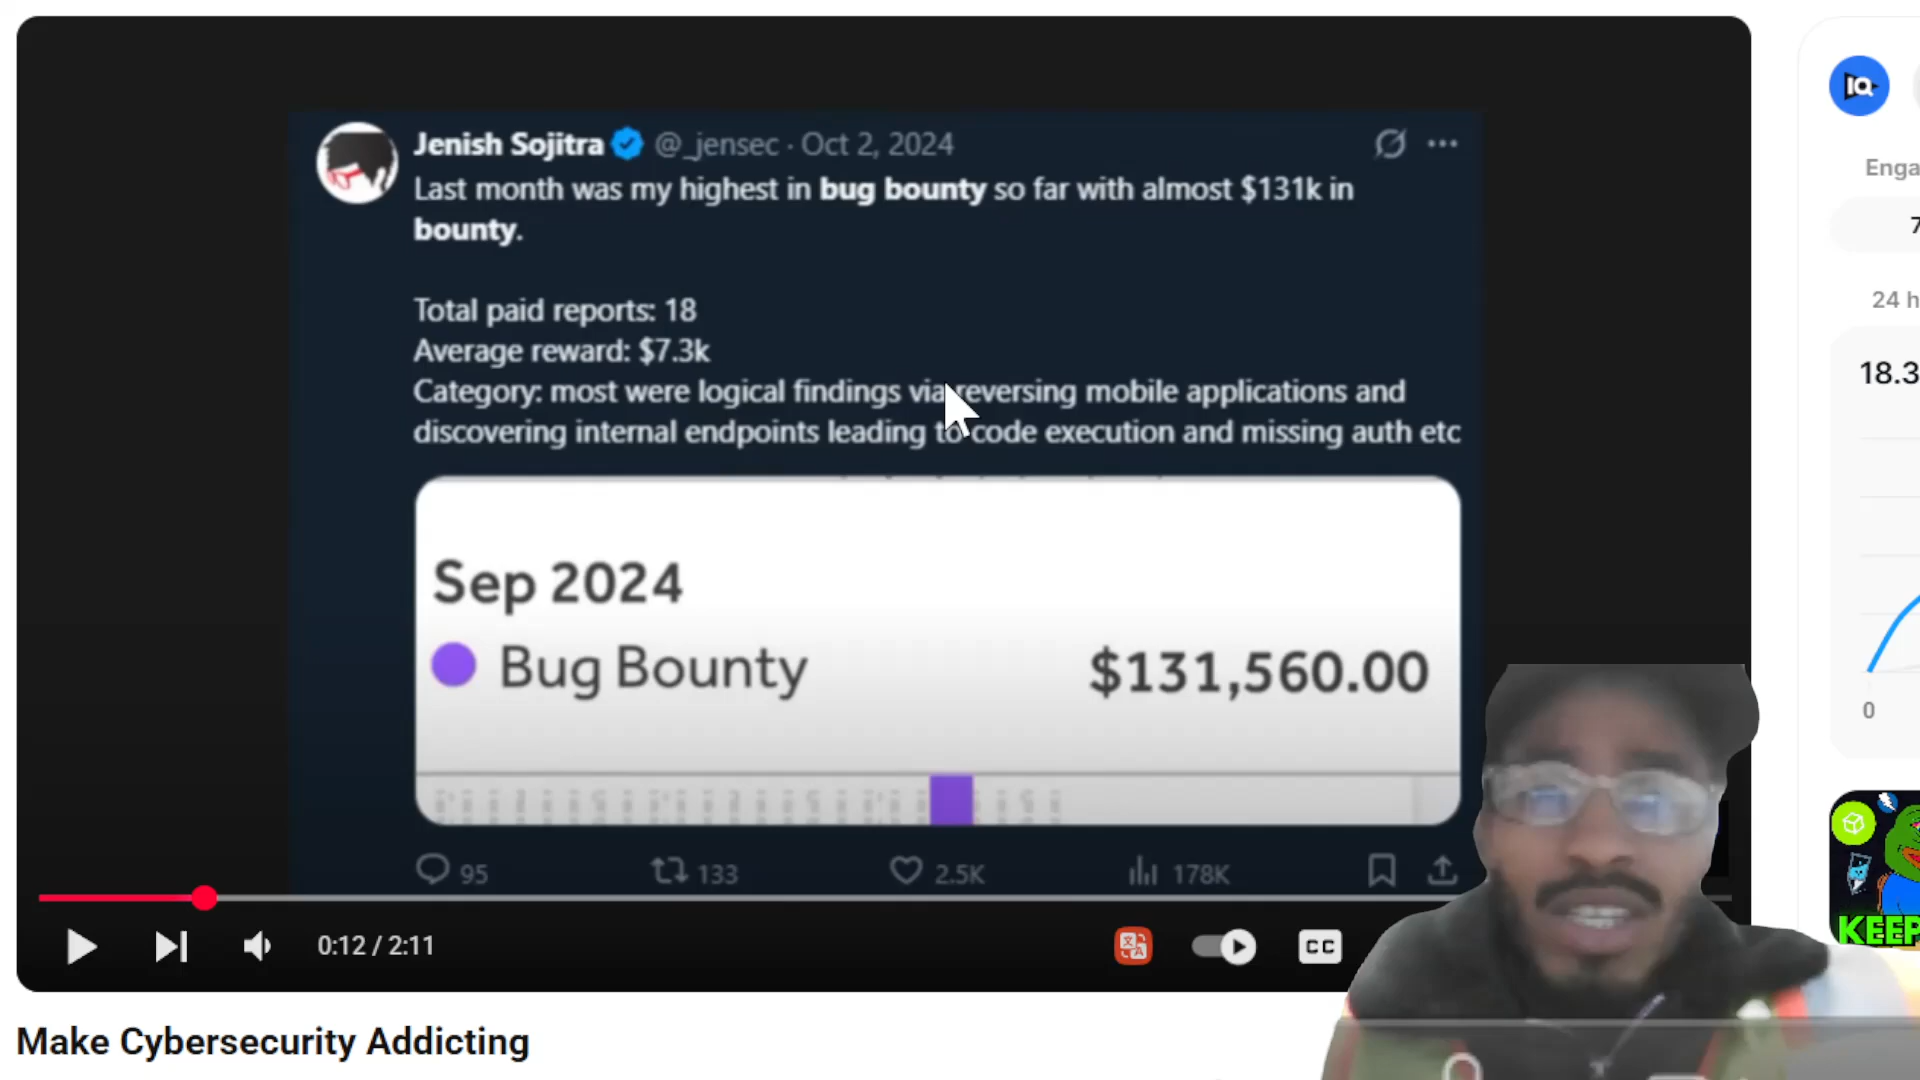 Jenish Sojitra @_jensec · Oct 2, 2024
Last month was my highest in bug bounty so far with almost $131k in
bounty.
Total paid reports: 18
Average reward: $7.3k
Category: most were logical findings via reversing mobile applications and
discovering internal endpoints leading to code execution and missing auth etc
Sep 2024
Bug Bounty $131,560.00
95 133 2.5K 178K
0:12 / 2:11
CC
Make Cybersecurity Addicting
IQ
Enga
7
24 h
18.3
0
KEEP